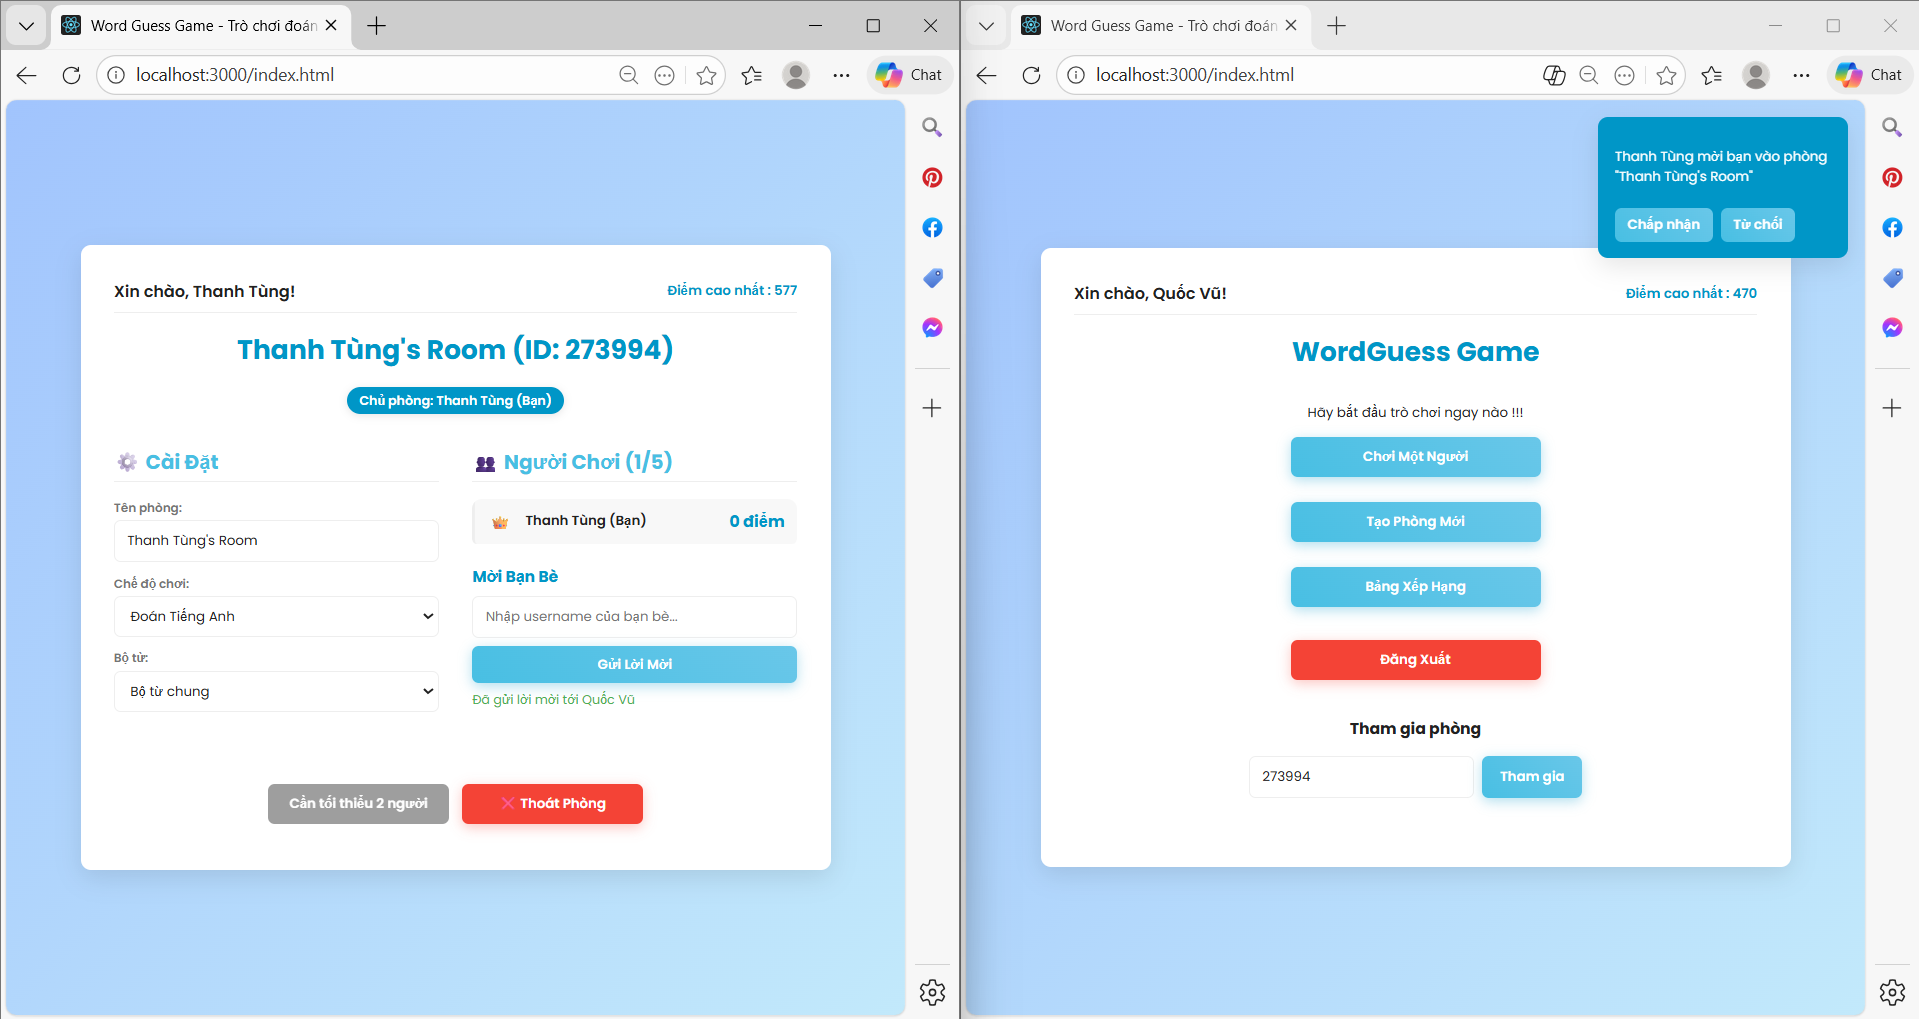 Word Guess Game - Trò chơi đoán
localhost:3000/index.html
Chat
Xin chào, Thanh Tùng!
Điểm cao nhất : 577
Thanh Tùng's Room (ID: 273994)
Chủ phòng: Thanh Tùng (Bạn)
Cài Đặt
Tên phòng:
Thanh Tùng's Room
Chế độ chơi:
Đoán Tiếng Anh
Bộ từ:
Bộ từ chung
Người Chơi (1/5)
Thanh Tùng (Bạn)
0 điểm
Mời Bạn Bè
Nhập username của bạn bè...
Gửi Lời Mời
Đã gửi lời mời tới Quốc Vũ
Cần tối thiểu 2 người
Thoát Phòng
Word Guess Game - Trò chơi đoán
localhost:3000/index.html
Chat
Thanh Tùng mời bạn vào phòng
"Thanh Tùng's Room"
Chấp nhận
Từ chối
Xin chào, Quốc Vũ!
Điểm cao nhất : 470
WordGuess Game
Hãy bắt đầu trò chơi ngay nào !!!
Chơi Một Người
Tạo Phòng Mới
Bảng Xếp Hạng
Đăng Xuất
Tham gia phòng
273994
Tham gia